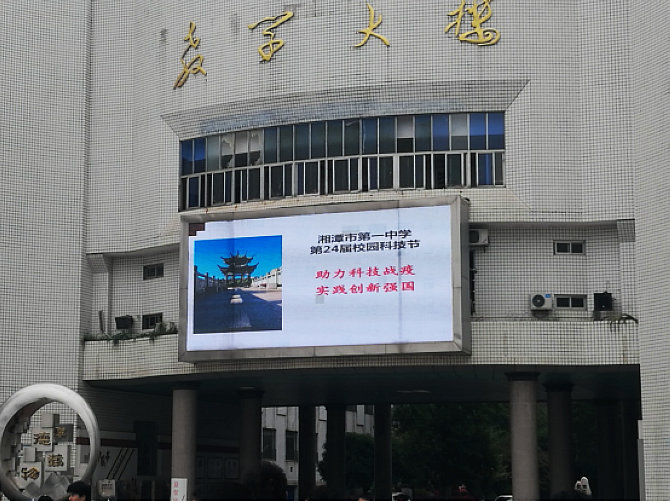 教学大楼
湘潭市第一中学
第24届校园科技节
助力科技战疫
实践创新强国